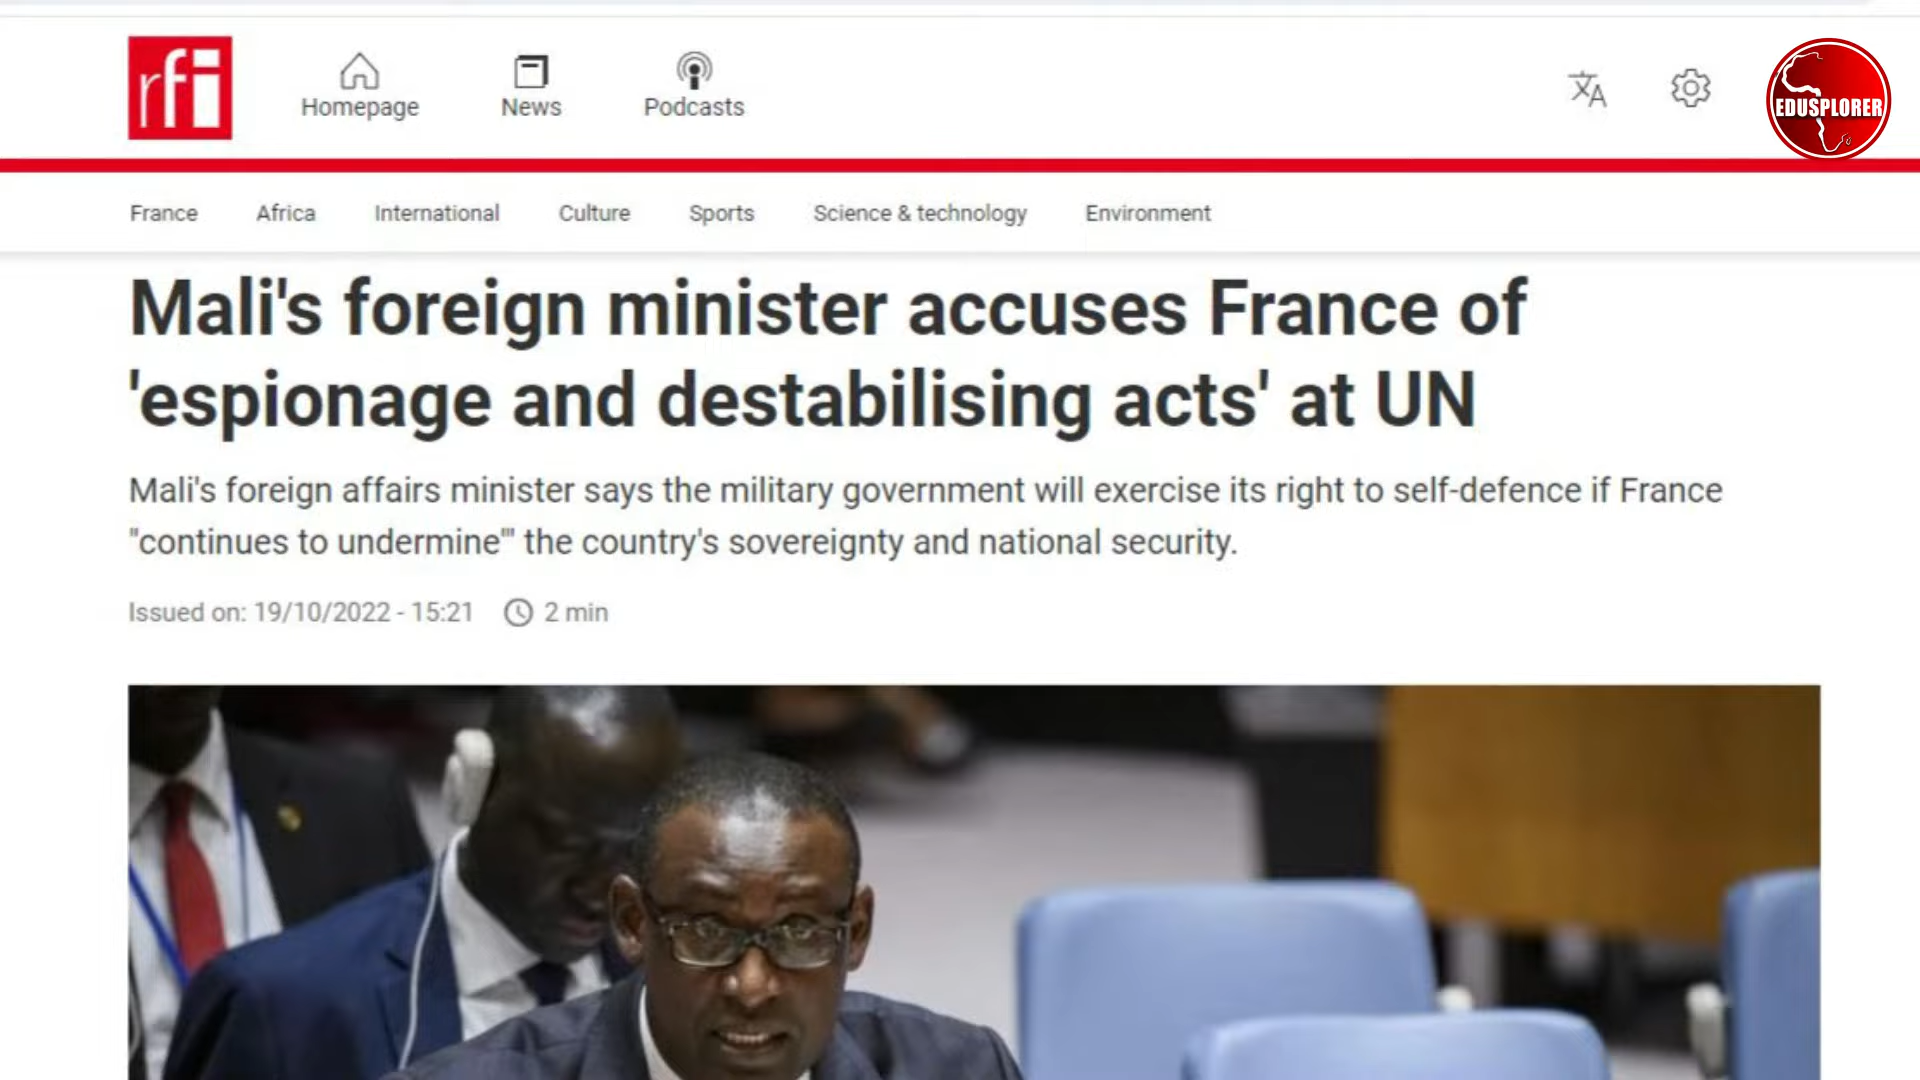 rfi
Homepage
News
Podcasts
EDUSPLORER
France
Africa
International
Culture
Sports
Science & technology
Environment
Mali's foreign minister accuses France of
'espionage and destabilising acts' at UN
Mali's foreign affairs minister says the military government will exercise its right to self-defence if France
"continues to undermine'" the country's sovereignty and national security.
Issued on: 19/10/2022 - 15:21
2 min